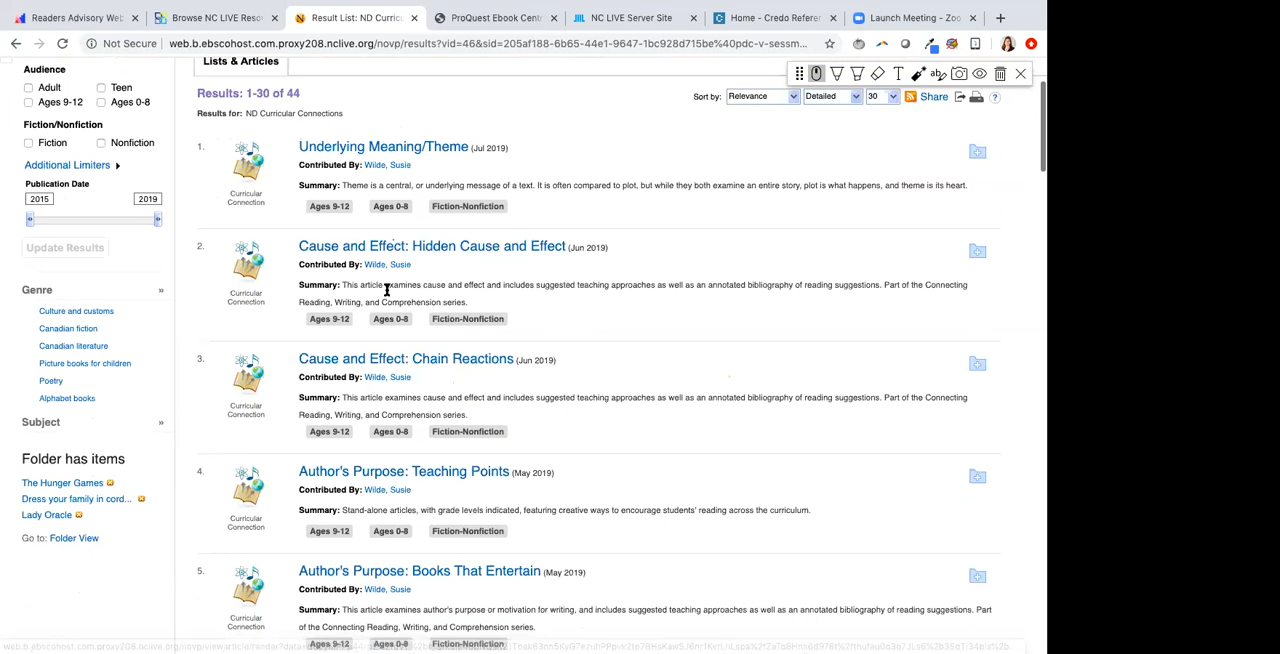 Readers Advisory Web
Browse NC LIVE Resou
Result List: ND Curric
ProQuest Ebook Cent
NC LIVE Server Site
Home - Credo Referen
Launch Meeting - Zoo
Not Secure
web.b.ebscohost.com.proxy208.nclive.org/novp/results?vid=46&sid=205af188-6b65-44e1-9647-1bc928d715be%40pdc-v-sessm...
Audience
Adult Teen
Ages 9-12 Ages 0-8
Fiction/Nonfiction
Fiction Nonfiction
Additional Limiters
Publication Date
2015 2019
Update Results
Genre »
Culture and customs
Canadian fiction
Canadian literature
Picture books for children
Poetry
Alphabet books
Subject »
Folder has items
The Hunger Games
Dress your family in cord...
Lady Oracle
Go to: Folder View
Lists & Articles
Results: 1-30 of 44
Sort by: Relevance Detailed 30 Share
Results for: ND Curricular Connections
1. Underlying Meaning/Theme (Jul 2019)
Contributed By: Wilde, Susie
Summary: Theme is a central, or underlying message of a text. It is often compared to plot, but while they both examine an entire story, plot is what happens, and theme is its heart.
Curricular Connection
Ages 9-12 Ages 0-8 Fiction-Nonfiction
2. Cause and Effect: Hidden Cause and Effect (Jun 2019)
Contributed By: Wilde, Susie
Summary: This article examines cause and effect and includes suggested teaching approaches as well as an annotated bibliography of reading suggestions. Part of the Connecting
Reading, Writing, and Comprehension series.
Curricular Connection
Ages 9-12 Ages 0-8 Fiction-Nonfiction
3. Cause and Effect: Chain Reactions (Jun 2019)
Contributed By: Wilde, Susie
Summary: This article examines cause and effect and includes suggested teaching approaches as well as an annotated bibliography of reading suggestions. Part of the Connecting
Reading, Writing, and Comprehension series.
Curricular Connection
Ages 9-12 Ages 0-8 Fiction-Nonfiction
4. Author's Purpose: Teaching Points (May 2019)
Contributed By: Wilde, Susie
Summary: Stand-alone articles, with grade levels indicated, featuring creative ways to encourage students' reading across the curriculum.
Curricular Connection
Ages 9-12 Ages 0-8 Fiction-Nonfiction
5. Author's Purpose: Books That Entertain (May 2019)
Contributed By: Wilde, Susie
Summary: This article examines author's purpose or motivation for writing, and includes suggested teaching approaches as well as an annotated bibliography of reading suggestions. Part
of the Connecting Reading, Writing, and Comprehension series.
Curricular Connection
Ages 9-12 Ages 0-8 Fiction-Nonfiction